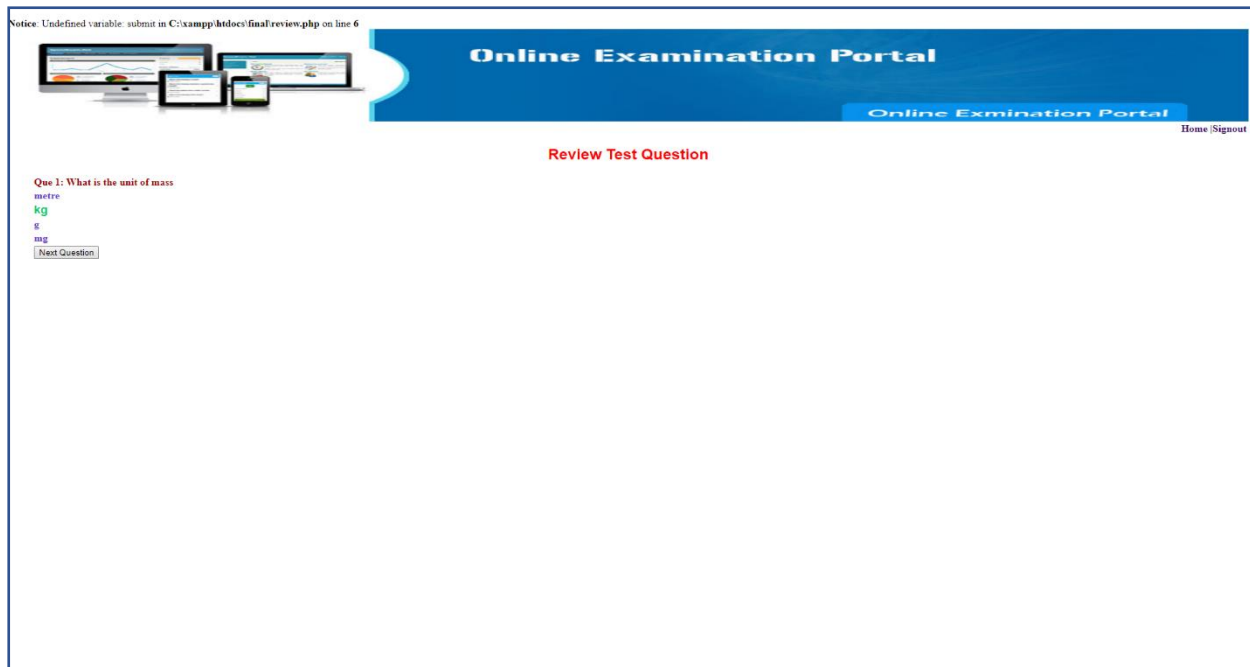 Notice: Undefined variable: submit in C:\xampp\htdocs\final\review.php on line 6
Online Examination Portal
Online Exmination Portal
Home |Signout
Review Test Question
Que 1: What is the unit of mass
metre
kg
g
mg
Next Question